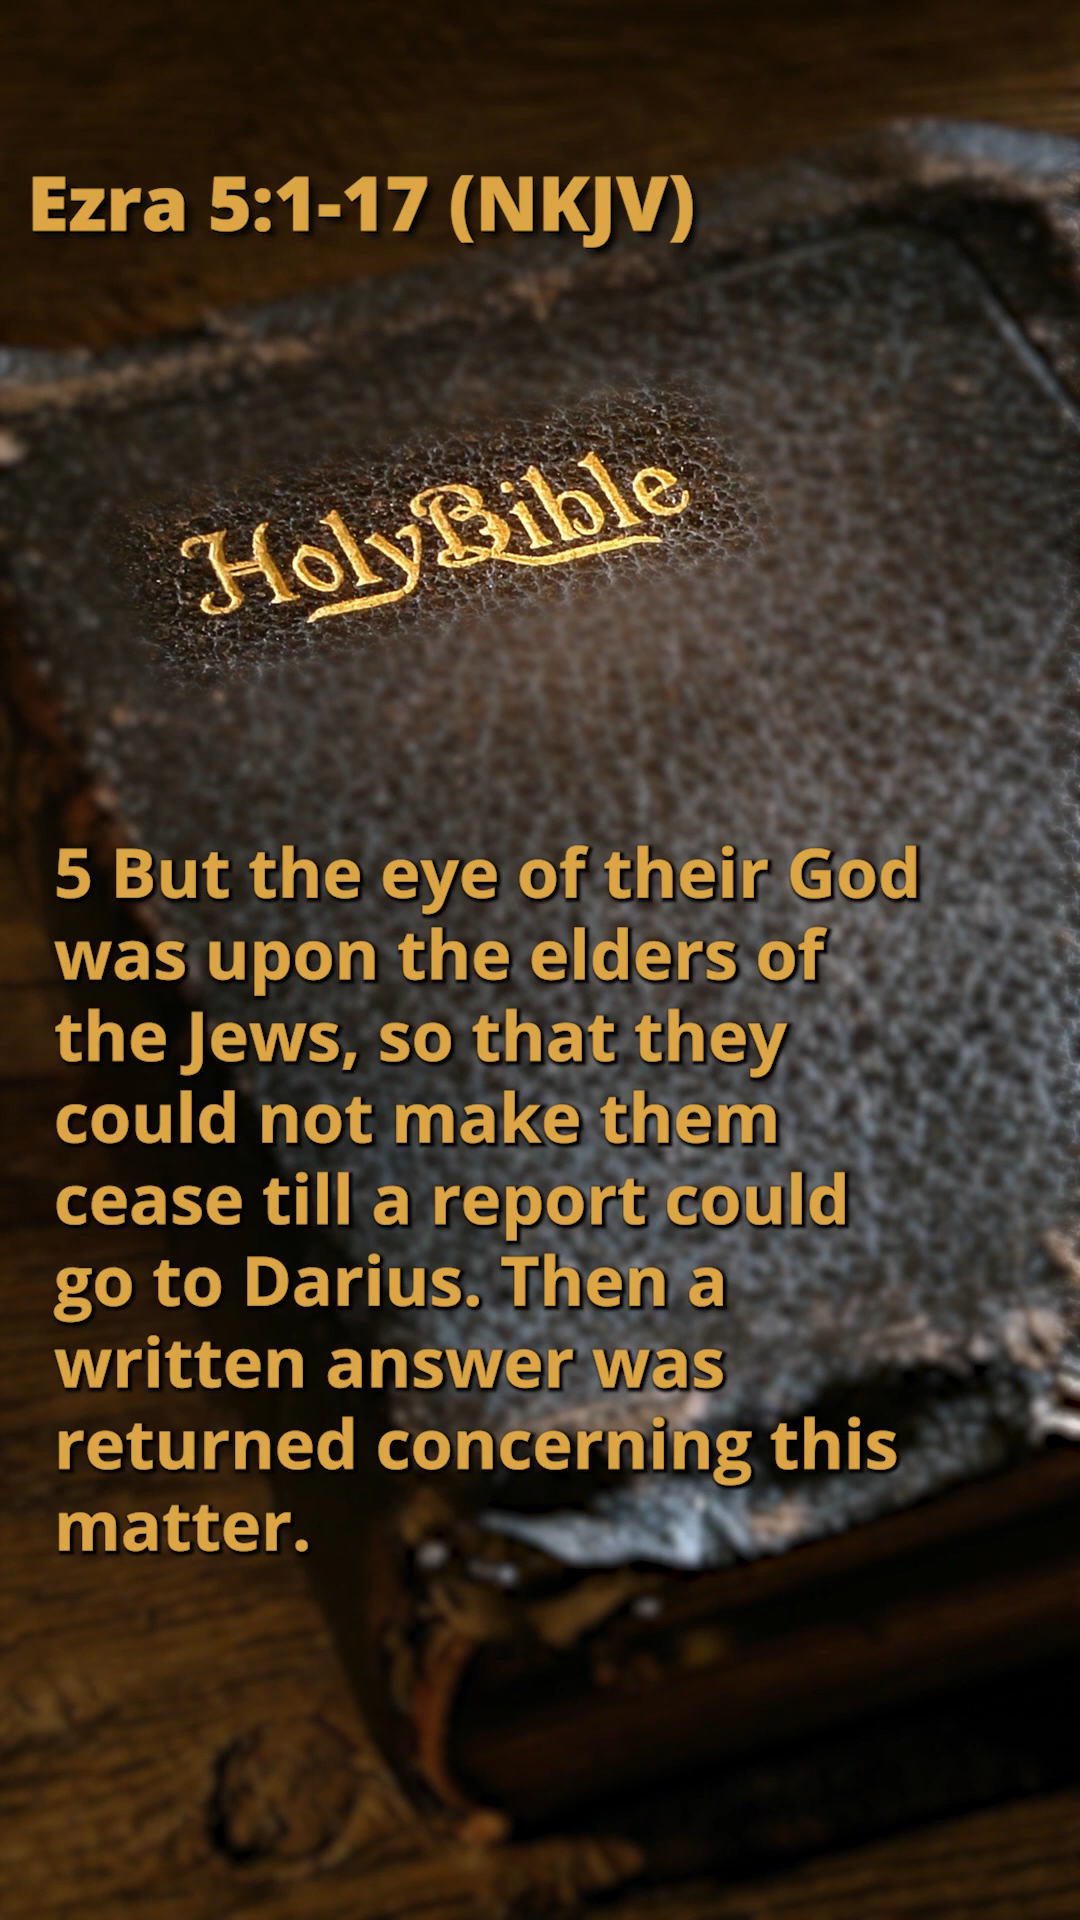 Ezra 5:1-17 (NKJV)
Holy Bible
5 But the eye of their God
was upon the elders of
the Jews, so that they
could not make them
cease till a report could
go to Darius. Then a
written answer was
returned concerning this
matter.